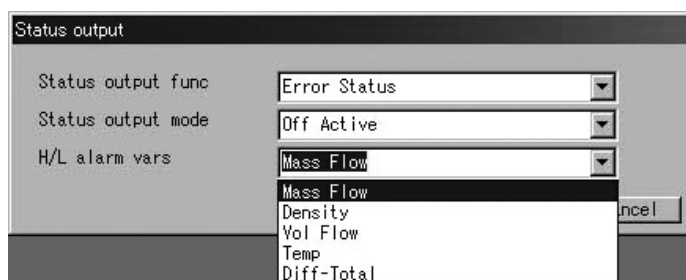 Status output
Status output func
Error Status
Status output mode
Off Active
H/L alarm vars
Mass Flow
Mass Flow
Density
ncel
Vol Flow
Temp
Diff-Total